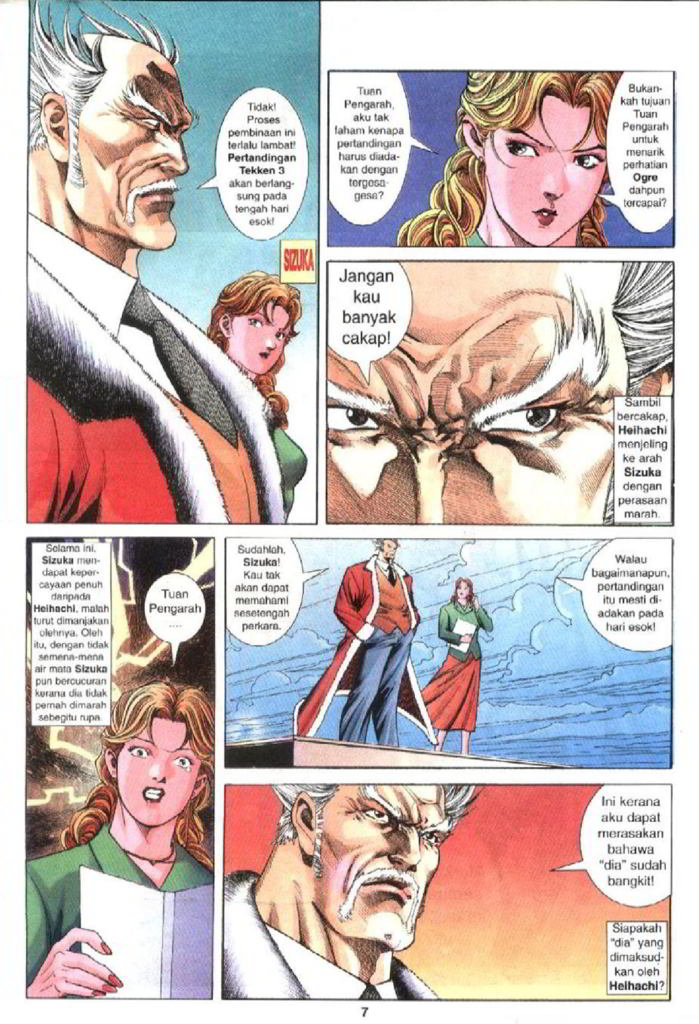 Tidak!
Proses
pembinaan ini
terlalu lambat!
Pertandingan
Tekken 3
akan berlang-
sung pada
tengah hari
esok!
SIZUKA
Tuan
Pengarah,
aku tak
faham kenapa
pertandingan
harus diada-
kan dengan
tergesa-
gesa?
Bukan-
kah tujuan
Tuan
Pengarah
untuk
menarik
perhatian
Ogre
dahpun
tercapai?
Jangan
kau
banyak
cakap!
Sambil
bercakap,
Heihachi
menjeling
ke arah
Sizuka
dengan
perasaan
marah.
Selama ini,
Sizuka men-
dapat keper-
cayaan penuh
daripada
Heihachi, malah
turut dimanjakan
olehnya. Oleh
itu, dengan tidak
semena-mena
air mata Sizuka
pun bercucuran
kerana dia tidak
pernah dimarah
sebegitu rupa.
Tuan
Pengarah
....
Sudahlah,
Sizuka!
Kau tak
akan dapat
memahami
sesetengah
perkara.
Walau
bagaimanapun,
pertandingan
itu mesti di-
adakan pada
hari esok!
Ini kerana
aku dapat
merasakan
bahawa
"dia" sudah
bangkit!
Siapakah
"dia" yang
dimaksud-
kan oleh
Heihachi?
7